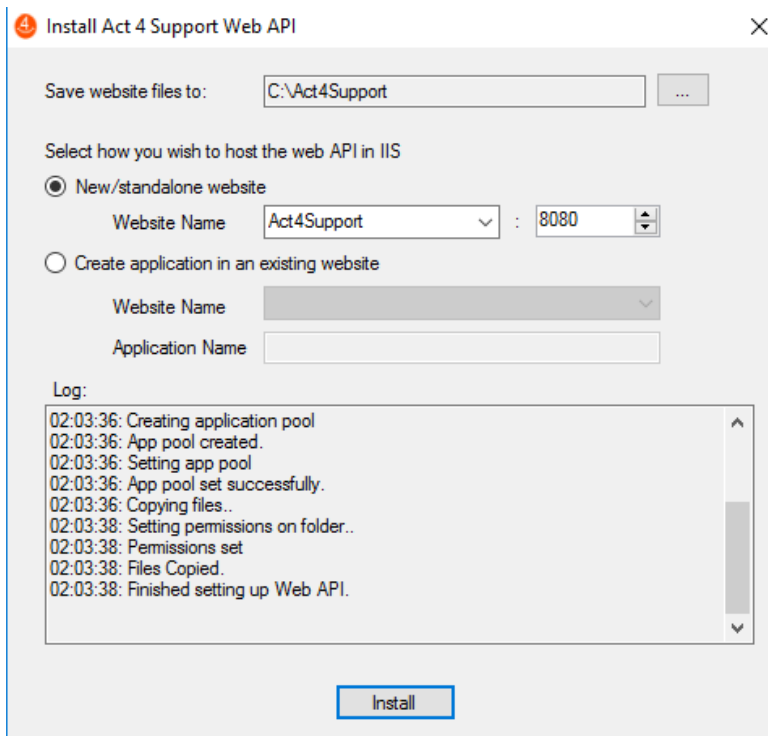 4 Install Act 4 Support Web API
Save website files to: C:\Act4Support ...
Select how you wish to host the web API in IIS
New/standalone website
Website Name Act4Support : 8080
Create application in an existing website
Website Name
Application Name
Log:
02:03:36: Creating application pool
02:03:36: App pool created.
02:03:36: Setting app pool
02:03:36: App pool set successfully.
02:03:36: Copying files..
02:03:38: Setting permissions on folder..
02:03:38: Permissions set
02:03:38: Files Copied.
02:03:38: Finished setting up Web API.
Install